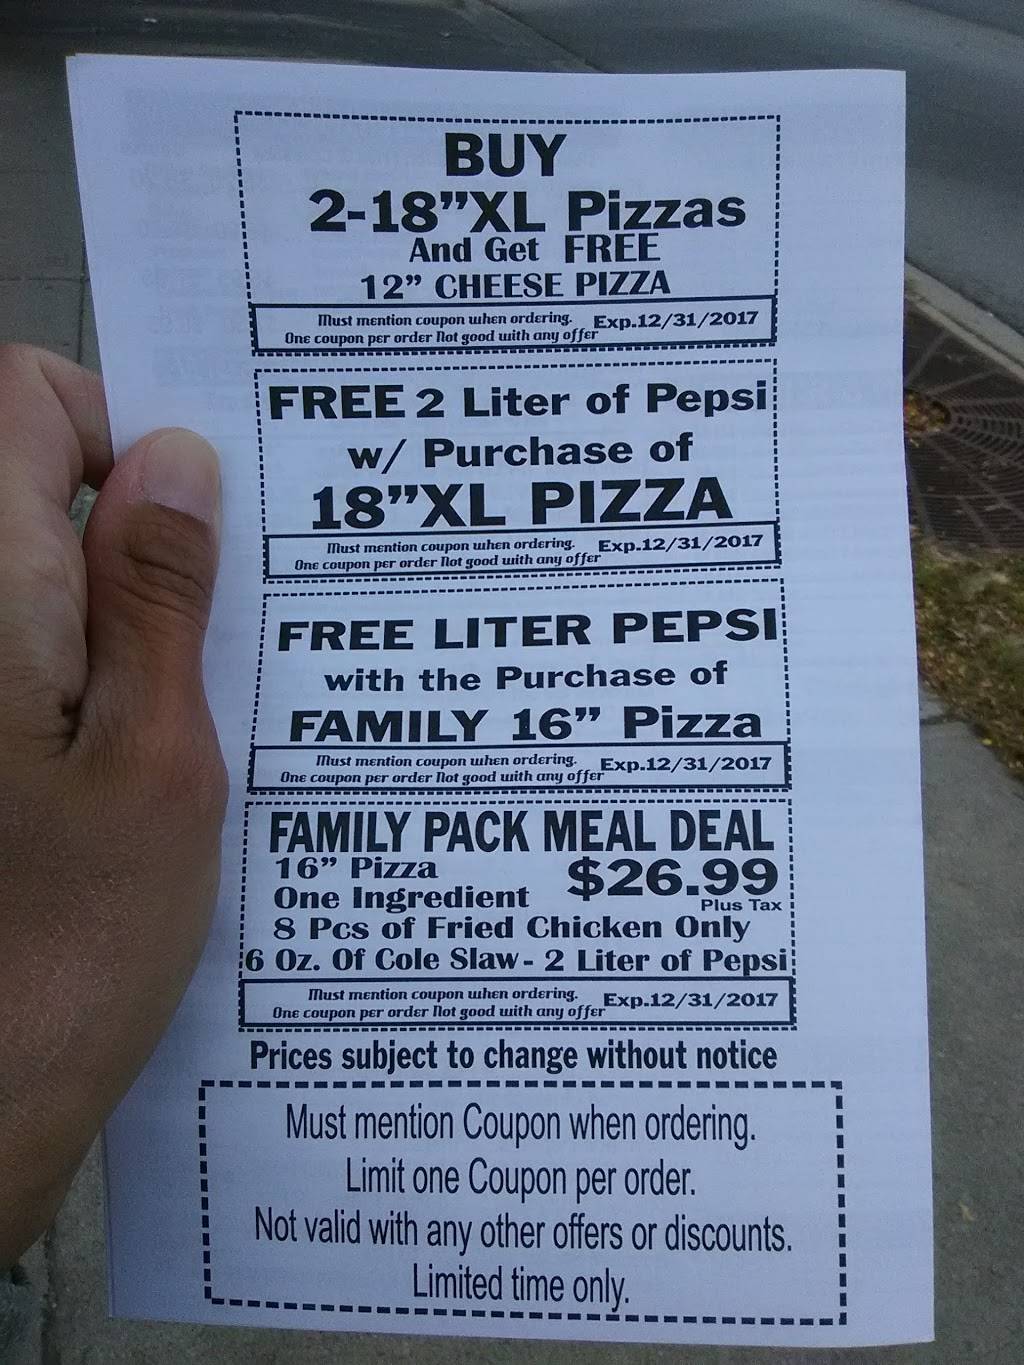 BUY
2-18”XL Pizzas
And Get FREE
12” CHEESE PIZZA
Must mention coupon when ordering. Exp.12/31/2017
One coupon per order Not good with any offer
FREE 2 Liter of Pepsi
w/ Purchase of
18”XL PIZZA
Must mention coupon when ordering. Exp.12/31/2017
One coupon per order Not good with any offer
FREE LITER PEPSI
with the Purchase of
FAMILY 16” Pizza
Must mention coupon when ordering. Exp.12/31/2017
One coupon per order Not good with any offer
FAMILY PACK MEAL DEAL
16” Pizza $26.99
One Ingredient Plus Tax
8 Pcs of Fried Chicken Only
6 Oz. Of Cole Slaw - 2 Liter of Pepsi
Must mention coupon when ordering. Exp.12/31/2017
One coupon per order Not good with any offer
Prices subject to change without notice
Must mention Coupon when ordering.
Limit one Coupon per order.
Not valid with any other offers or discounts.
Limited time only.